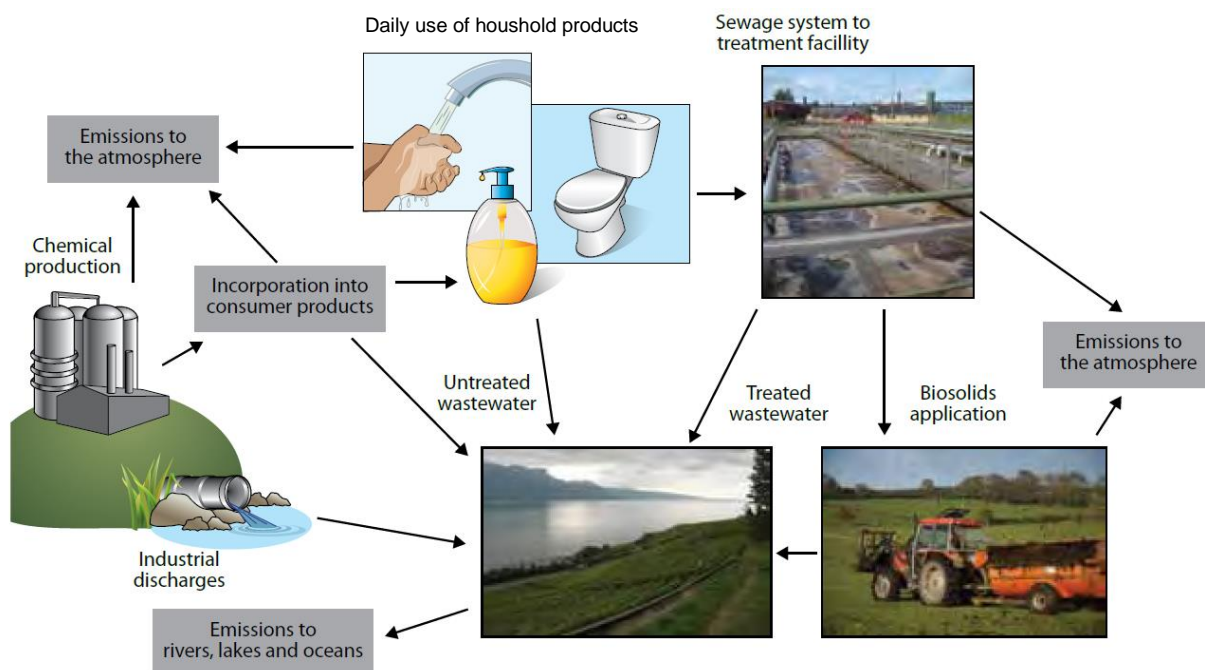 Daily use of houshold products
Sewage system to
treatment facillity
Emissions to
the atmosphere
Chemical
production
Incorporation into
consumer products
Emissions to
the atmosphere
Untreated
wastewater
Treated
wastewater
Biosolids
application
Industrial
discharges
Emissions to
rivers, lakes and oceans